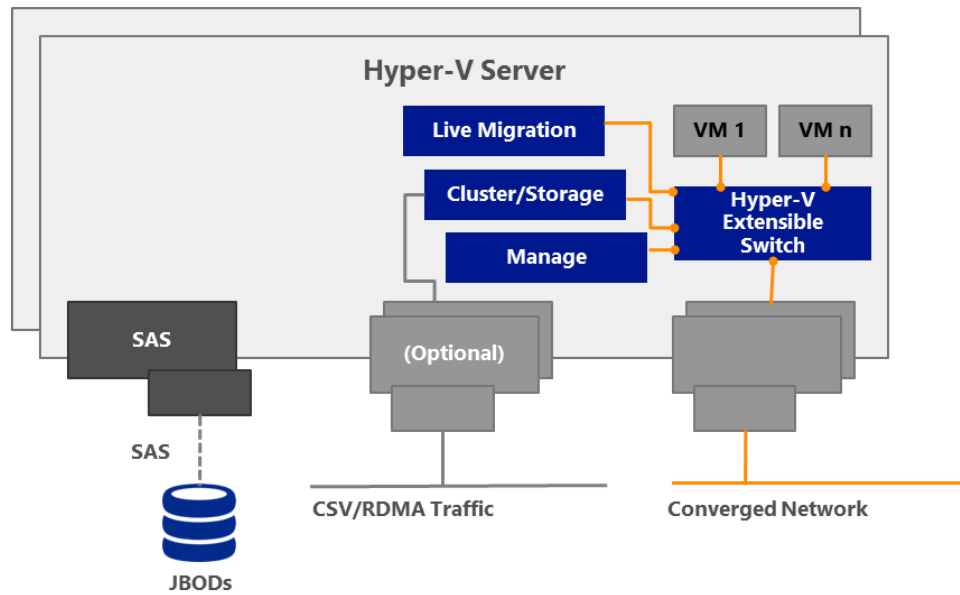 Hyper-V Server
Live Migration
VM 1
VM n
Cluster/Storage
Hyper-V
Extensible
Switch
Manage
SAS
(Optional)
SAS
CSV/RDMA Traffic
Converged Network
JBODs